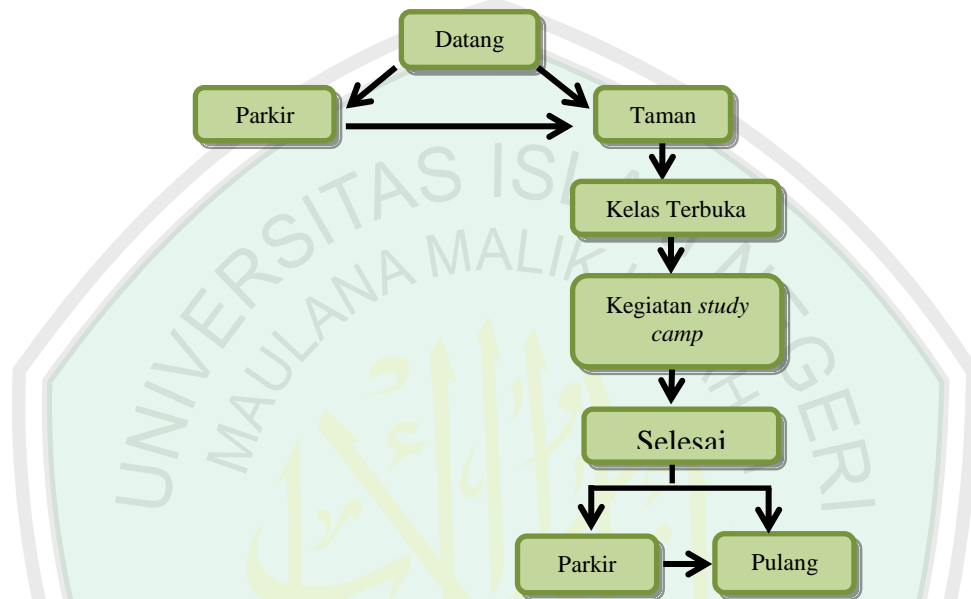 Datang
Parkir
Taman
Kelas Terbuka
Kegiatan study
camp
Selesai
Parkir
Pulang
UNIVERSITAS ISLAM NEGERI
MAULANA MALIK